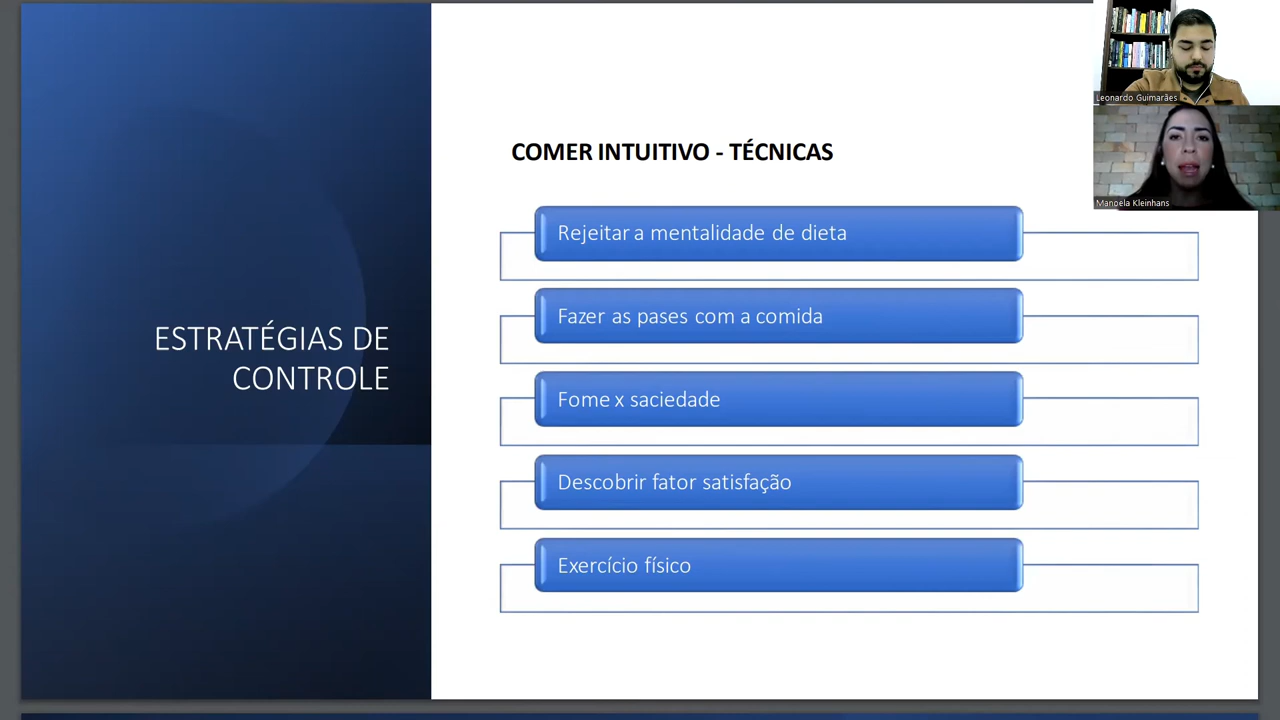 ESTRATÉGIAS DE
CONTROLE
COMER INTUITIVO - TÉCNICAS
Rejeitar a mentalidade de dieta
Fazer as pases com a comida
Fome x saciedade
Descobrir fator satisfação
Exercício físico
Leonardo Guimarães
Manoela Kleinhans